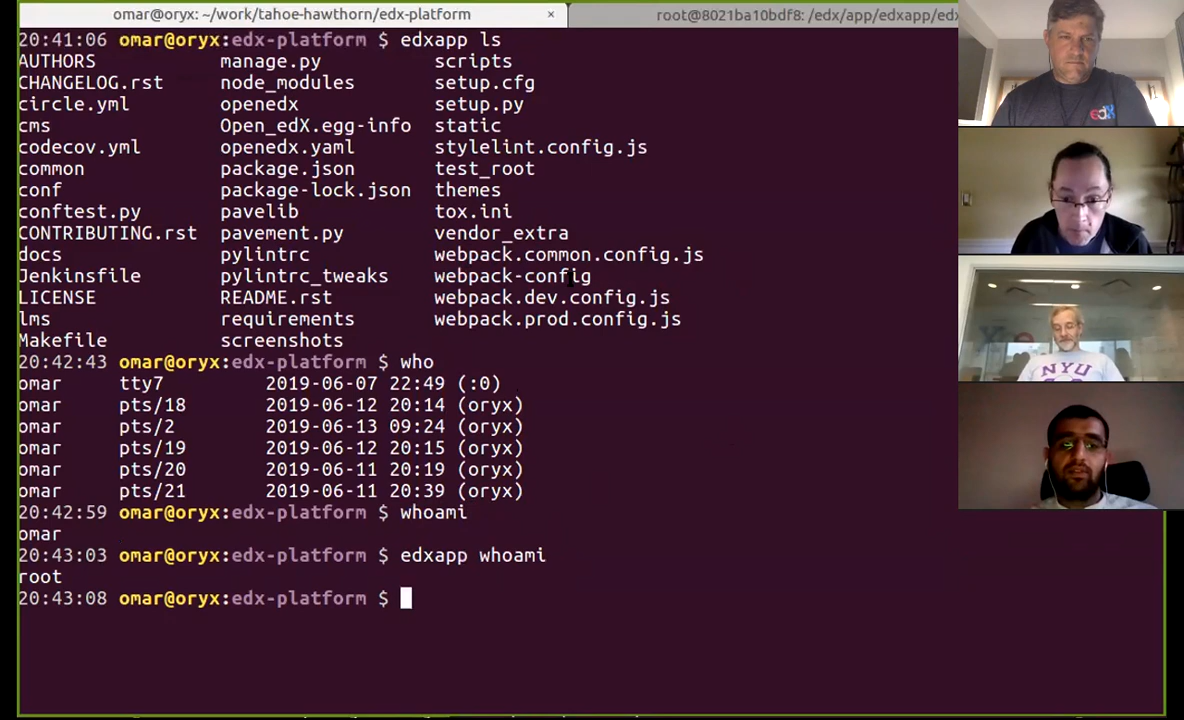 omar@oryx: ~/work/tahoe-hawthorn/edx-platform × root@8021ba10bdf8: /edx/app/edxapp/edx
20:41:06 omar@oryx:edx-platform $ edxapp ls
AUTHORS manage.py scripts
CHANGELOG.rst node_modules setup.cfg
circle.yml openedx setup.py
cms Open_edX.egg-info static
codecov.yml openedx.yaml stylelint.config.js
common package.json test_root
conf package-lock.json themes
conftest.py pavelib tox.ini
CONTRIBUTING.rst pavement.py vendor_extra
docs pylintrc webpack.common.config.js
Jenkinsfile pylintrc_tweaks webpack-config
LICENSE README.rst webpack.dev.config.js
lms requirements webpack.prod.config.js
Makefile screenshots
20:42:43 omar@oryx:edx-platform $ who
omar tty7 2019-06-07 22:49 (:0)
omar pts/18 2019-06-12 20:14 (oryx)
omar pts/2 2019-06-13 09:24 (oryx)
omar pts/19 2019-06-12 20:15 (oryx)
omar pts/20 2019-06-11 20:19 (oryx)
omar pts/21 2019-06-11 20:39 (oryx)
20:42:59 omar@oryx:edx-platform $ whoami
omar
20:43:03 omar@oryx:edx-platform $ edxapp whoami
root
20:43:08 omar@oryx:edx-platform $
edX
NYU